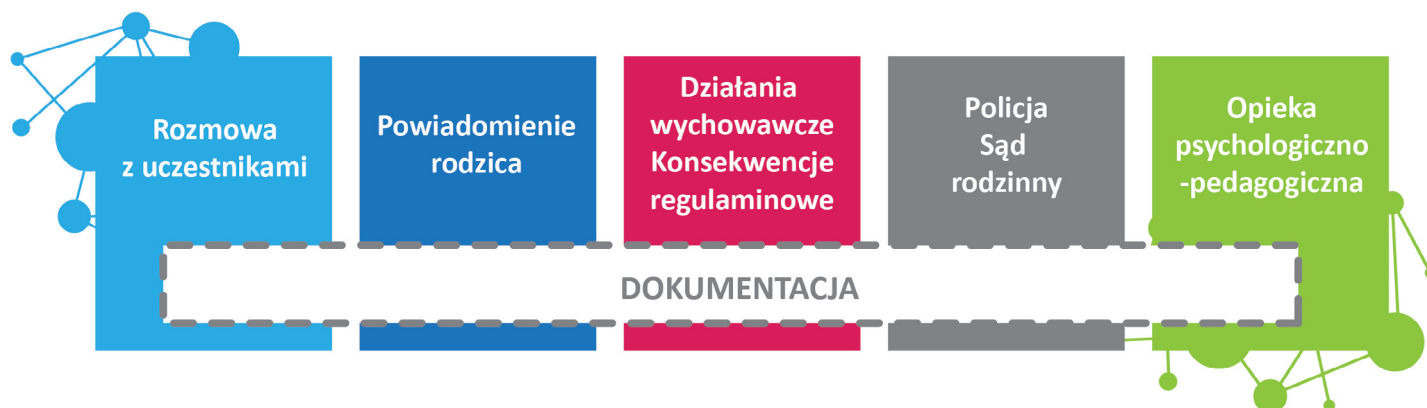 Rozmowa
z uczestnikami
Powiadomienie
rodzica
Działania
wychowawcze
Konsekwencje
regulaminowe
Policja
Sąd
rodzinny
Opieka
psychologiczno
-pedagogiczna
DOKUMENTACJA